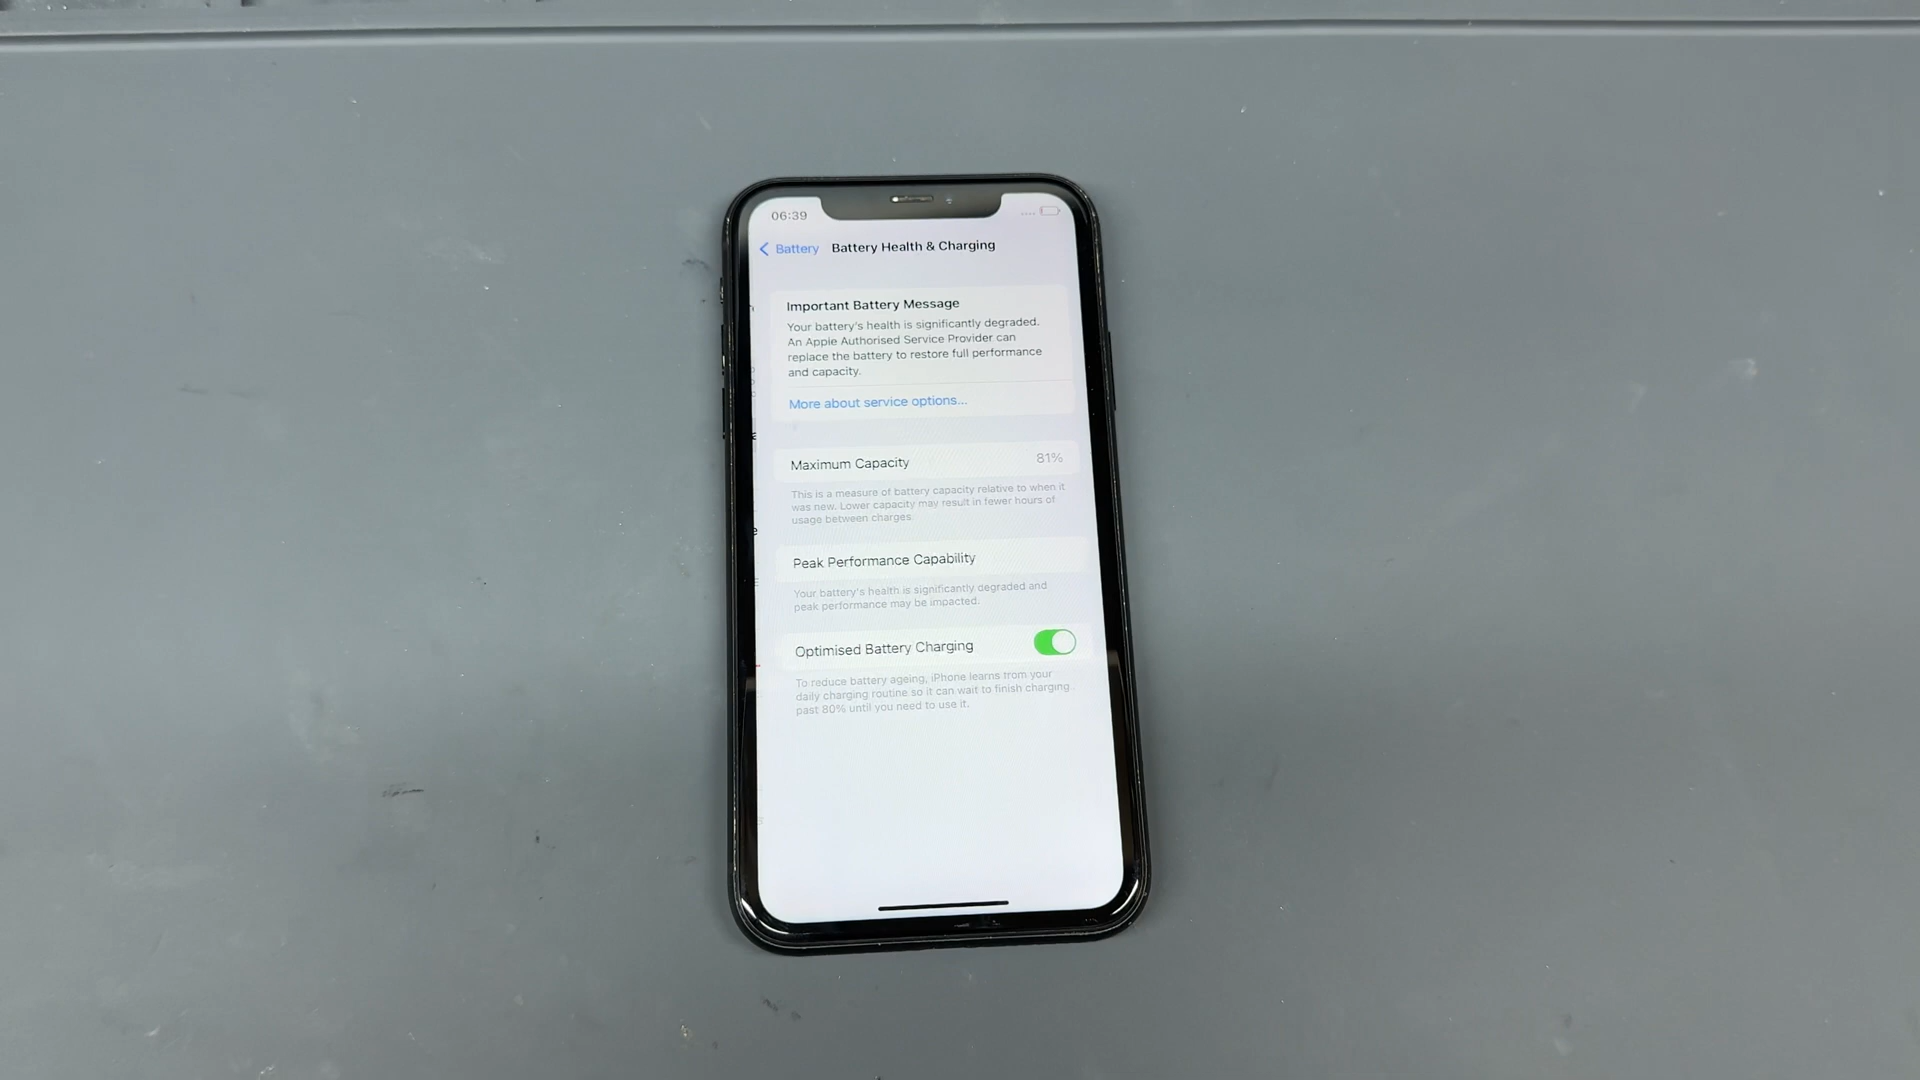 06:39
Battery
Battery Health & Charging
Important Battery Message
Your battery's health is significantly degraded.
An Apple Authorised Service Provider can
replace the battery to restore full performance
and capacity.
More about service options...
Maximum Capacity
81%
This is a measure of battery capacity relative to when it
was new. Lower capacity may result in fewer hours of
usage between charges.
Peak Performance Capability
Your battery's health is significantly degraded and
peak performance may be impacted.
Optimised Battery Charging
To reduce battery ageing, iPhone learns from your
daily charging routine so it can wait to finish charging
past 80% until you need to use it.